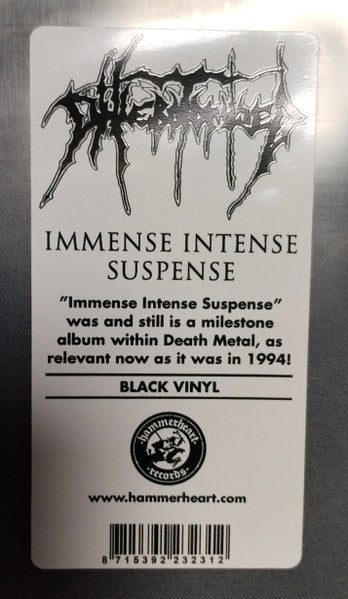 Phlebotomized
IMMENSE INTENSE
SUSPENSE
"Immense Intense Suspense"
was and still is a milestone
album within Death Metal, as
relevant now as it was in 1994!
BLACK VINYL
·hammerheart·
records
www.hammerheart.com
8 715392 232312